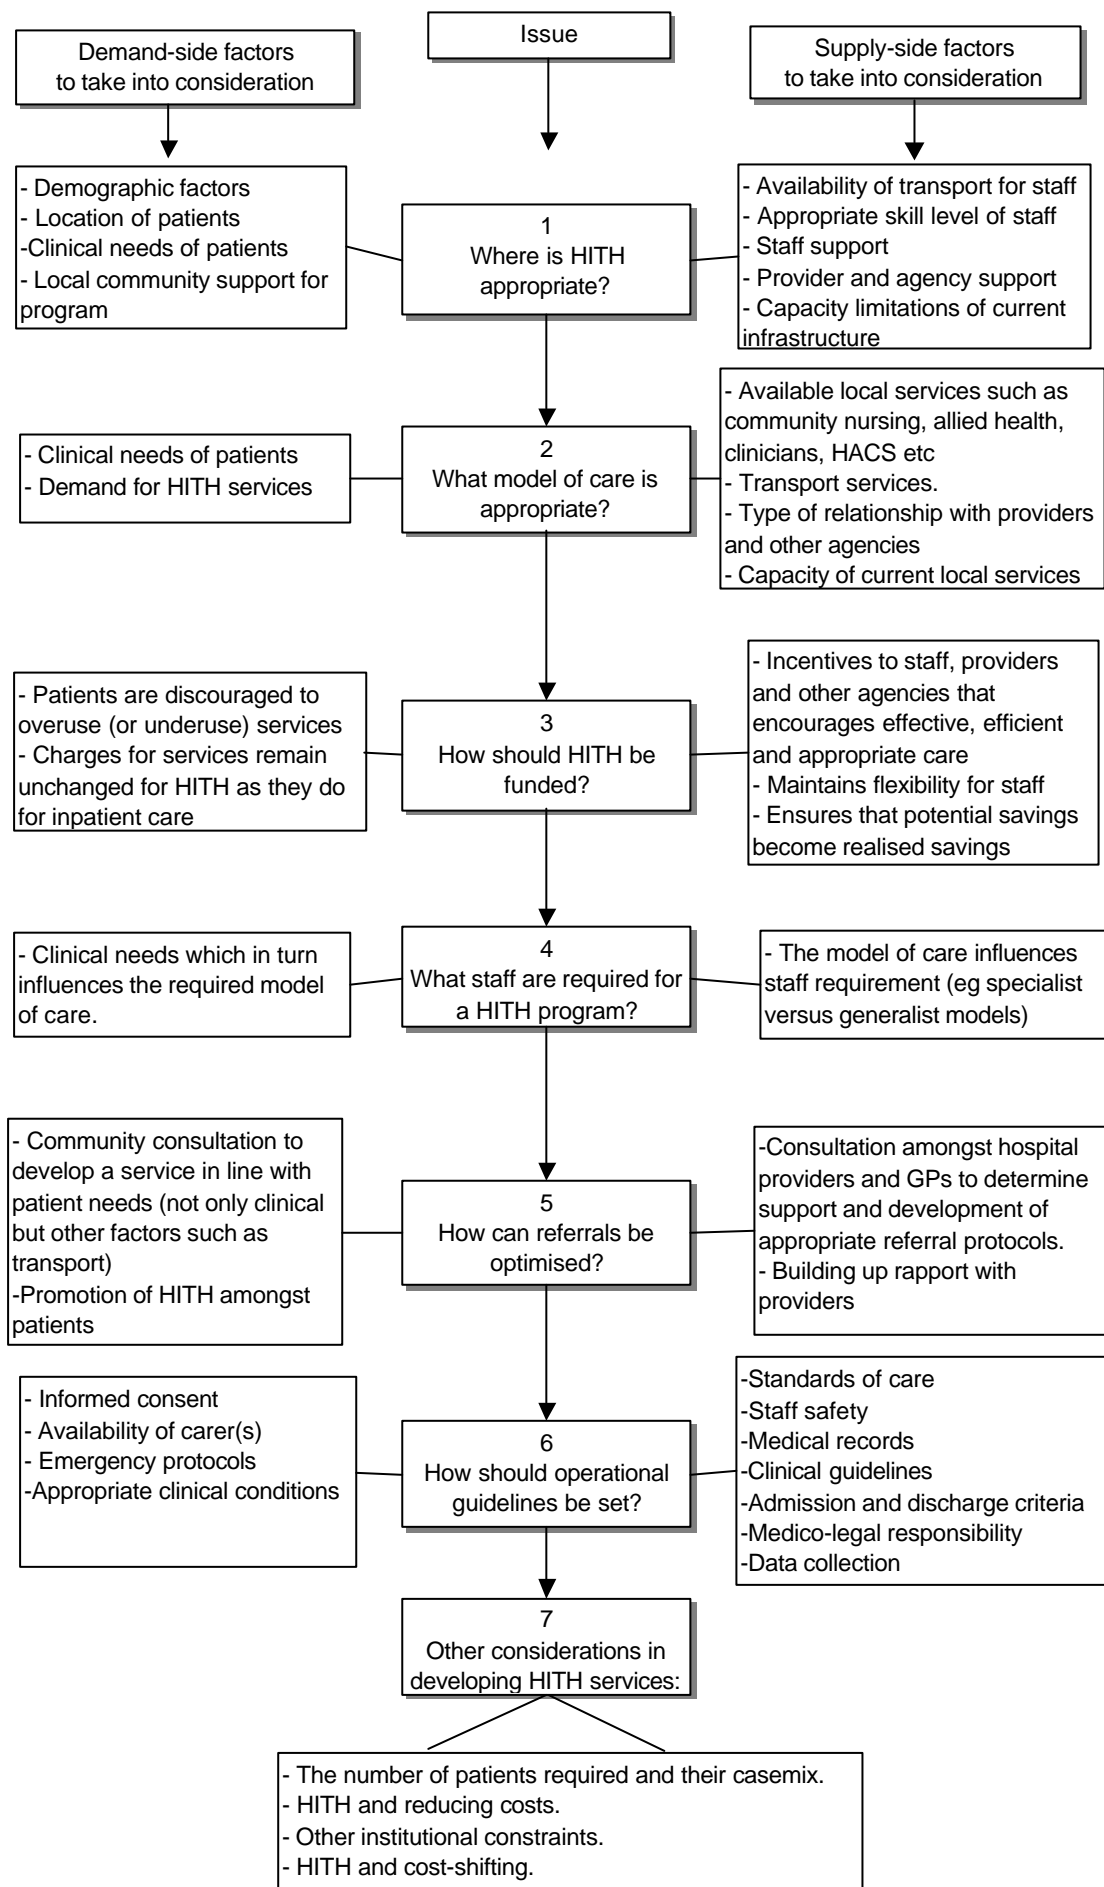 Demand-side factors
to take into consideration
Issue
Supply-side factors
to take into consideration
- Demographic factors
- Location of patients
-Clinical needs of patients
- Local community support for
program
1
Where is HITH
appropriate?
- Availability of transport for staff
- Appropriate skill level of staff
- Staff support
- Provider and agency support
- Capacity limitations of current
infrastructure
- Clinical needs of patients
- Demand for HITH services
2
What model of care is
appropriate?
- Available local services such as
community nursing, allied health,
clinicians, HACS etc
- Transport services.
- Type of relationship with providers
and other agencies
- Capacity of current local services
- Patients are discouraged to
overuse (or underuse) services
- Charges for services remain
unchanged for HITH as they do
for inpatient care
3
How should HITH be
funded?
- Incentives to staff, providers
and other agencies that
encourages effective, efficient
and appropriate care
- Maintains flexibility for staff
- Ensures that potential savings
become realised savings
- Clinical needs which in turn
influences the required model
of care.
4
What staff are required for
a HITH program?
- The model of care influences
staff requirement (eg specialist
versus generalist models)
- Community consultation to
develop a service in line with
patient needs (not only clinical
but other factors such as
transport)
-Promotion of HITH amongst
patients
5
How can referrals be
optimised?
-Consultation amongst hospital
providers and GPs to determine
support and development of
appropriate referral protocols.
- Building up rapport with
providers
- Informed consent
- Availability of carer(s)
- Emergency protocols
-Appropriate clinical conditions
6
How should operational
guidelines be set?
-Standards of care
-Staff safety
-Medical records
-Clinical guidelines
-Admission and discharge criteria
-Medico-legal responsibility
-Data collection
7
Other considerations in
developing HITH services:
- The number of patients required and their casemix.
- HITH and reducing costs.
- Other institutional constraints.
- HITH and cost-shifting.